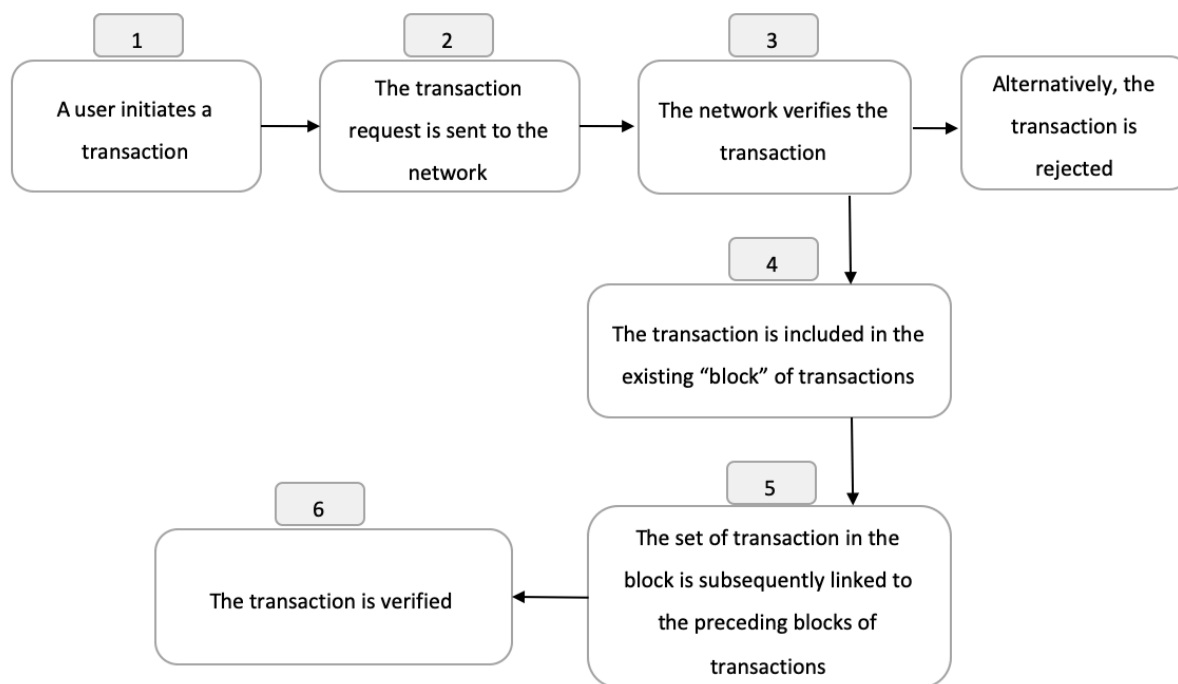 1
A user initiates a
transaction
2
The transaction
request is sent to the
network
3
The network verifies the
transaction
Alternatively, the
transaction is
rejected
4
The transaction is included in the
existing “block” of transactions
5
The set of transaction in the
block is subsequently linked to
the preceding blocks of
transactions
6
The transaction is verified